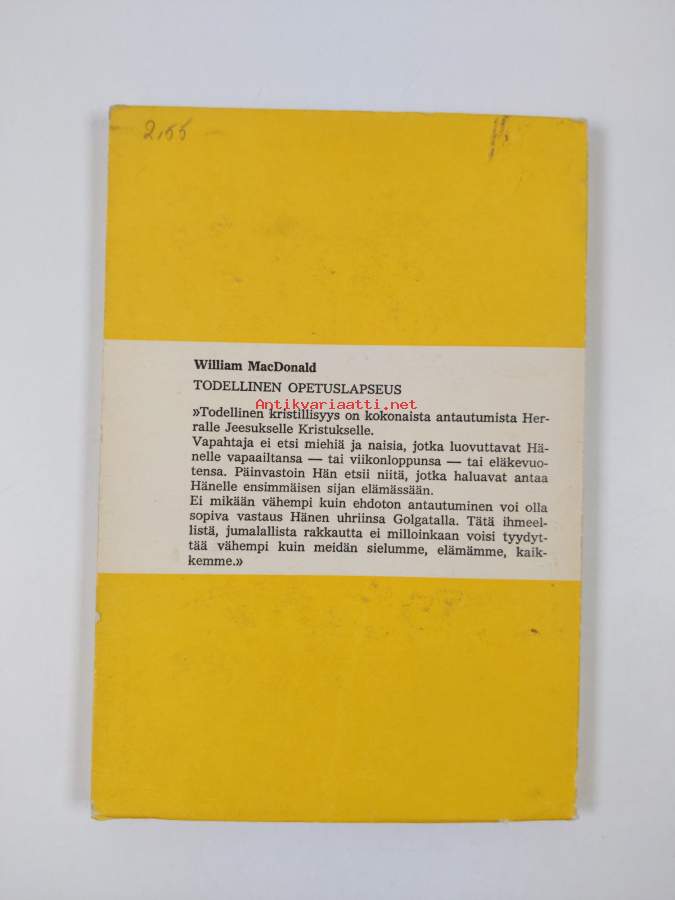 2,55 -
William MacDonald
TODELLINEN OPETUSLAPSEUS
Antikvariaatti.net
»Todellinen kristillisyys on kokonaista antautumista Her-
ralle Jeesukselle Kristukselle.
Vapahtaja ei etsi miehiä ja naisia, jotka luovuttavat Hä-
nelle vapaailtansa — tai viikonloppunsa — tai eläkevuo-
tensa. Päinvastoin Hän etsii niitä, jotka haluavat antaa
Hänelle ensimmäisen sijan elämässään.
Ei mikään vähempi kuin ehdoton antautuminen voi olla
sopiva vastaus Hänen uhriinsa Golgatalla. Tätä ihmeel-
listä, jumalallista rakkautta ei milloinkaan voisi tyydyt-
tää vähempi kuin meidän sielumme, elämämme, kaik-
kemme.»